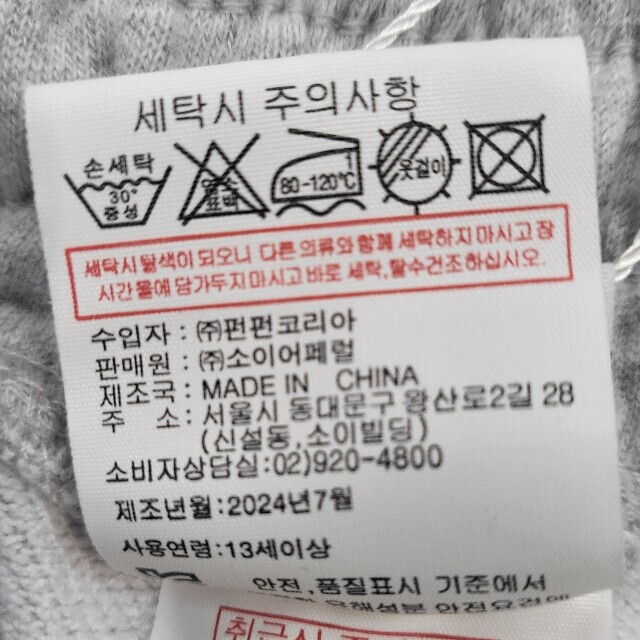 세탁시 주의사항
손세탁
30°
중성
표백
80-120℃
옷걸이
세탁시 탈색이 되오니 다른 의류와 함께 세탁하지 마시고 장
시간 물에 담가두지 마시고 바로 세탁, 탈수건조하십시오.
수입자 : ㈜펀펀코리아
판매원 : ㈜소이어패럴
제조국 : MADE IN CHINA
주 소 : 서울시 동대문구 왕산로2길 28
(신설동,소이빌딩)
소비자상담실:02)920-4800
제조년월:2024년7월
사용연령:13세이상
안전,품질표시 기준에서